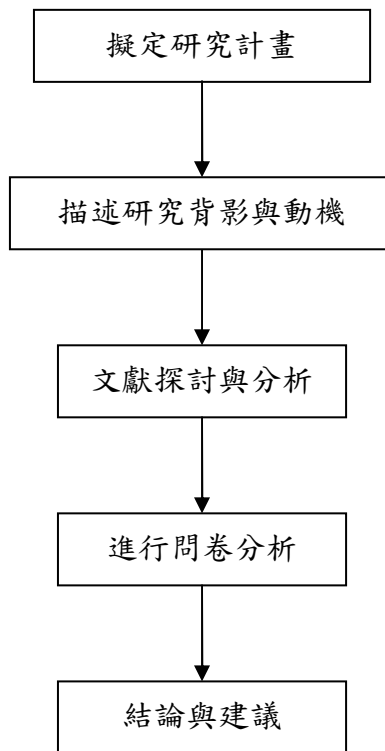 擬定研究計畫
描述研究背影與動機
文獻探討與分析
進行問卷分析
結論與建議